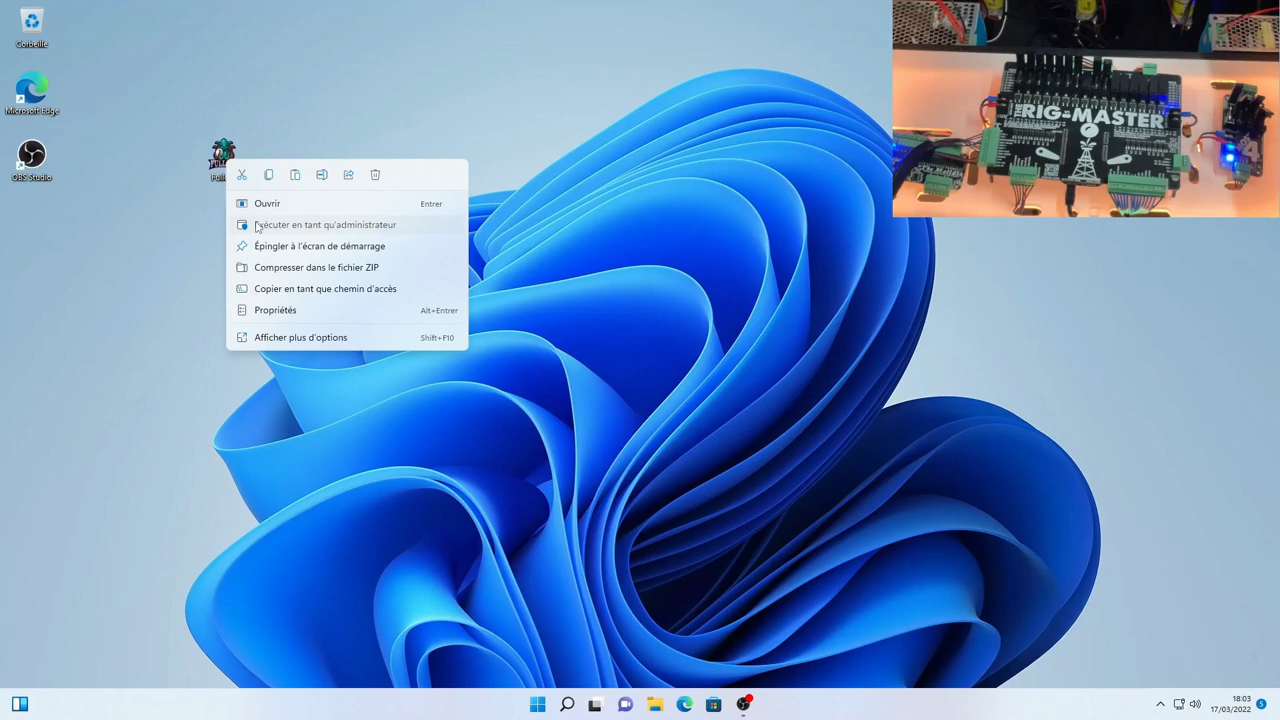 Corbeille
Microsoft Edge
OBS Studio
Ouvrir Entrer
Exécuter en tant qu'administrateur
Épingler à l'écran de démarrage
Compresser dans le fichier ZIP
Copier en tant que chemin d'accès
Propriétés Alt+Entrer
Afficher plus d'options Shift+F10
THE RIG-MASTER
18:03
17/03/2022
5